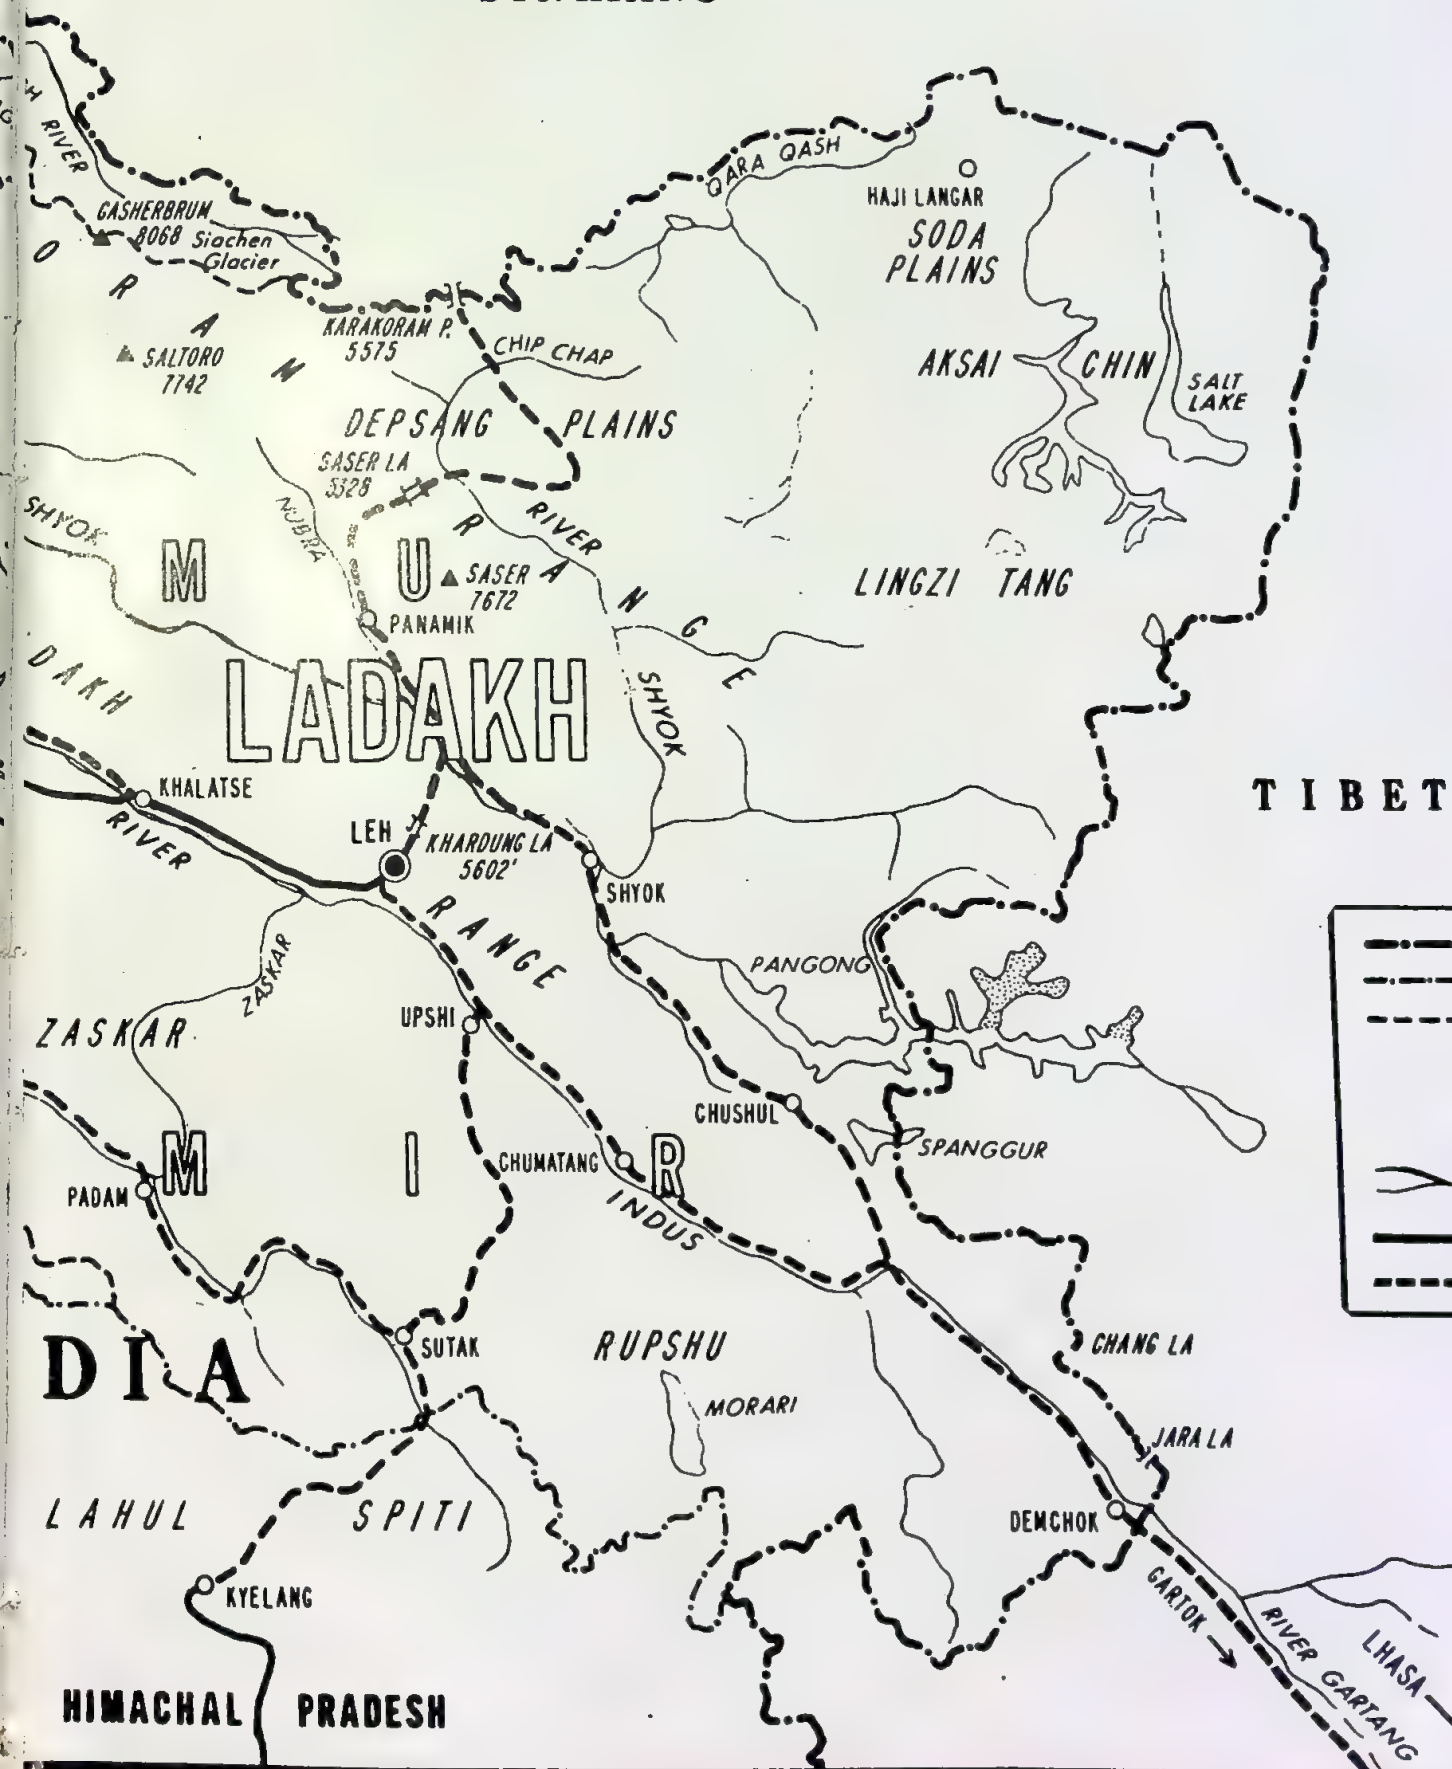 RIVER
QARA QASH
HAJI LANGAR
SODA
PLAINS
GASHERBRUM
8068
Siachen
Glacier
O R A M
KARAKORAM P.
5575
CHIP CHAP
SALTORO
7742
AKSAI CHIN
SALT
LAKE
DEPSANG PLAINS
SASER LA
5328
RIVER
SHYOK
NUBRA
R A N G E
M U
SASER
7672
LINGZI TANG
PANAMIK
DAKH
LADAKH
SHYOK
TIBET
KHALATSE
RIVER
LEH
KHARDUNG LA
5602'
SHYOK
RANGE
ZASKAR
PANGONG
UPSHI
ZASKAR
CHUSHUL
SPANGGUR
M I R
CHUMATANG
PADAM
INDUS
DIA
SUTAK
RUPSHU
CHANG LA
MORARI
JARA LA
LAHUL SPITI
DEMCHOK
KYELANG
GARTOK
RIVER GARTANG
LHASA
HIMACHAL PRADESH